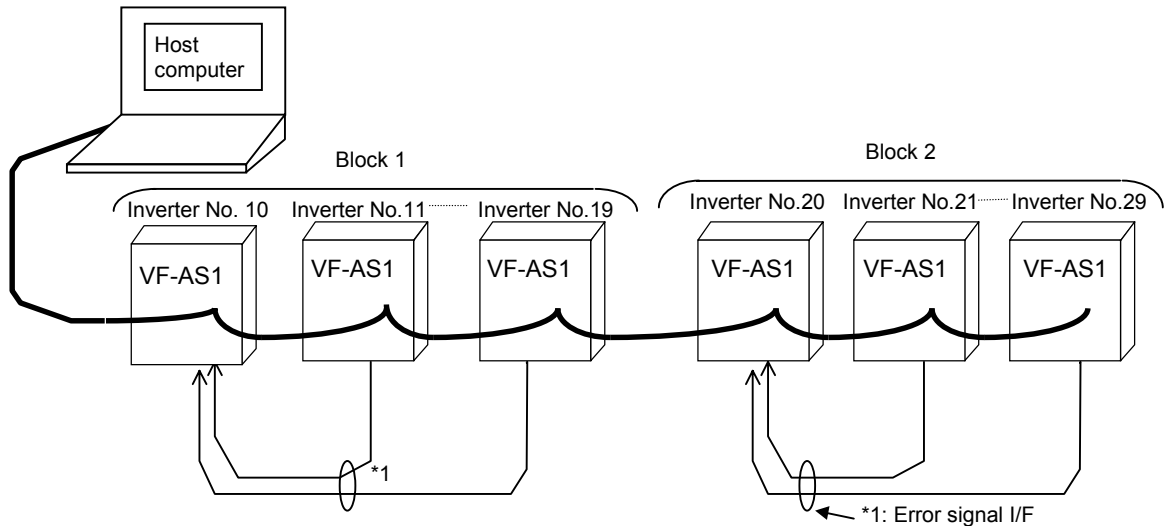 Host
computer
Block 1
Block 2
Inverter No. 10
Inverter No.11
Inverter No.19
Inverter No.20
Inverter No.21
Inverter No.29
VF-AS1
VF-AS1
VF-AS1
VF-AS1
VF-AS1
VF-AS1
*1
*1: Error signal I/F